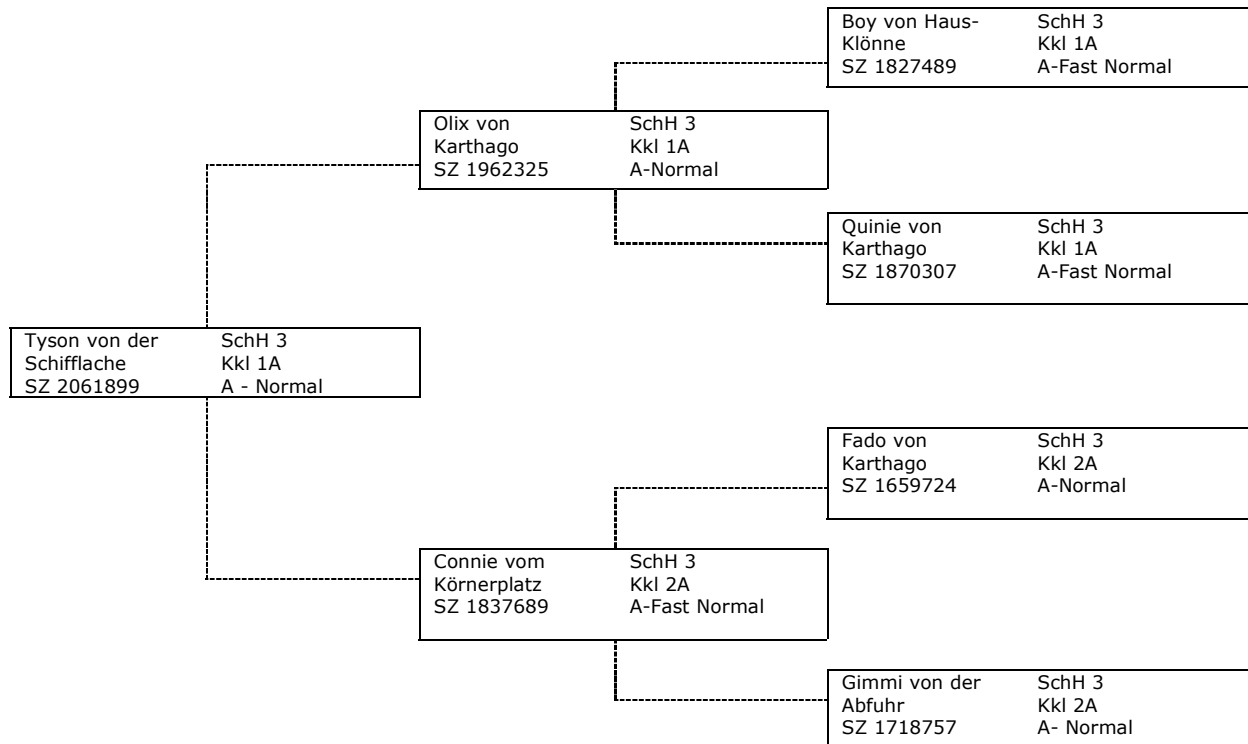 Boy von Haus- SchH 3
Klönne Kkl 1A
SZ 1827489 A-Fast Normal
Olix von SchH 3
Karthago Kkl 1A
SZ 1962325 A-Normal
Quinie von SchH 3
Karthago Kkl 1A
SZ 1870307 A-Fast Normal
Tyson von der SchH 3
Schifflache Kkl 1A
SZ 2061899 A - Normal
Fado von SchH 3
Karthago Kkl 2A
SZ 1659724 A-Normal
Connie vom SchH 3
Körnerplatz Kkl 2A
SZ 1837689 A-Fast Normal
Gimmi von der SchH 3
Abfuhr Kkl 2A
SZ 1718757 A- Normal